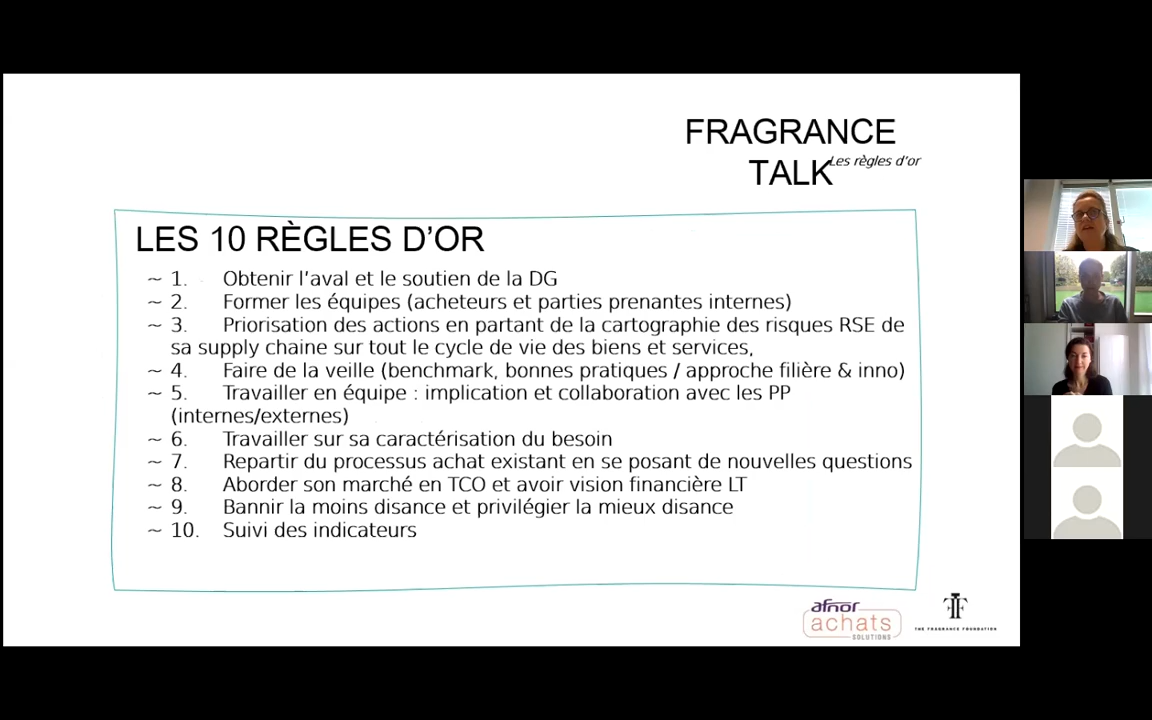 FRAGRANCE
TALK
Les règles d'or
LES 10 RÈGLES D'OR
~ 1. Obtenir l'aval et le soutien de la DG
~ 2. Former les équipes (acheteurs et parties prenantes internes)
~ 3. Priorisation des actions en partant de la cartographie des risques RSE de
sa supply chaine sur tout le cycle de vie des biens et services,
~ 4. Faire de la veille (benchmark, bonnes pratiques / approche filière & inno)
~ 5. Travailler en équipe : implication et collaboration avec les PP
(internes/externes)
~ 6. Travailler sur sa caractérisation du besoin
~ 7. Repartir du processus achat existant en se posant de nouvelles questions
~ 8. Aborder son marché en TCO et avoir vision financière LT
~ 9. Bannir la moins disance et privilégier la mieux disance
~ 10. Suivi des indicateurs
afnor
achats
SOLUTIONS
THE FRAGRANCE FOUNDATION